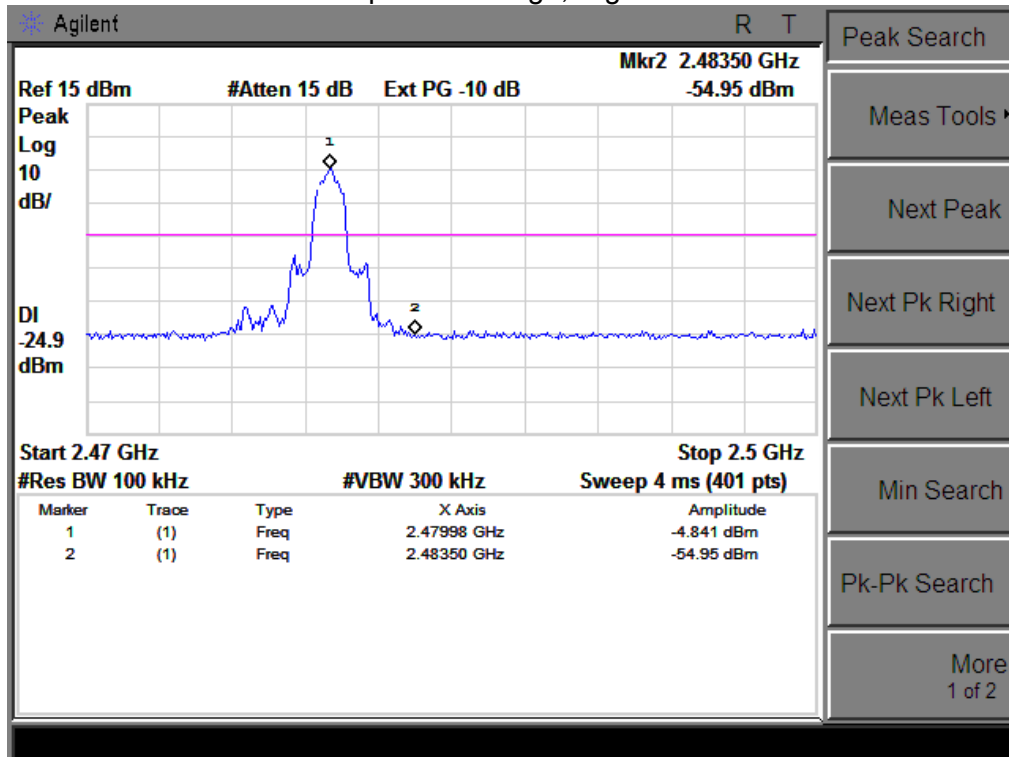 Agilent R T
Peak Search
Mkr2 2.48350 GHz
Ref 15 dBm #Atten 15 dB Ext PG -10 dB -54.95 dBm
Peak
Log
10
dB/
1
2
DI
-24.9
dBm
Start 2.47 GHz Stop 2.5 GHz
#Res BW 100 kHz #VBW 300 kHz Sweep 4 ms (401 pts)
Marker Trace Type X Axis Amplitude
1 (1) Freq 2.47998 GHz -4.841 dBm
2 (1) Freq 2.48350 GHz -54.95 dBm
Meas Tools
Next Peak
Next Pk Right
Next Pk Left
Min Search
Pk-Pk Search
More
1 of 2